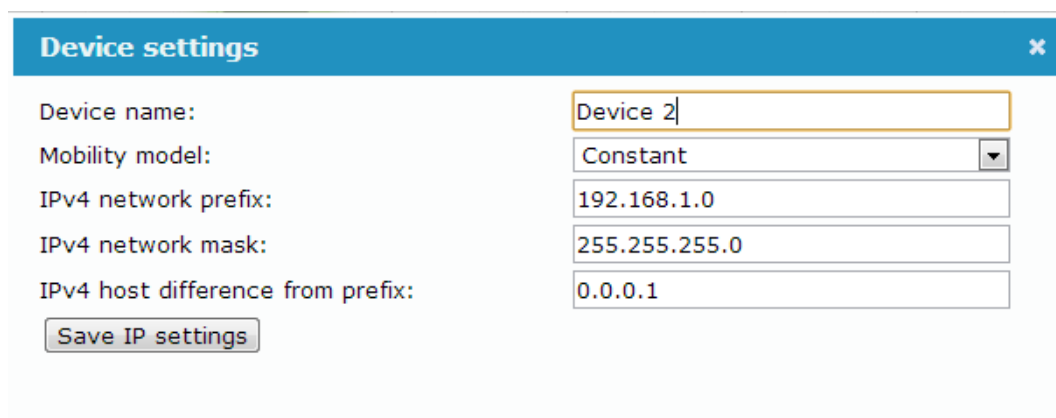 Device settings
Device name: Device 2
Mobility model: Constant
IPv4 network prefix: 192.168.1.0
IPv4 network mask: 255.255.255.0
IPv4 host difference from prefix: 0.0.0.1
Save IP settings